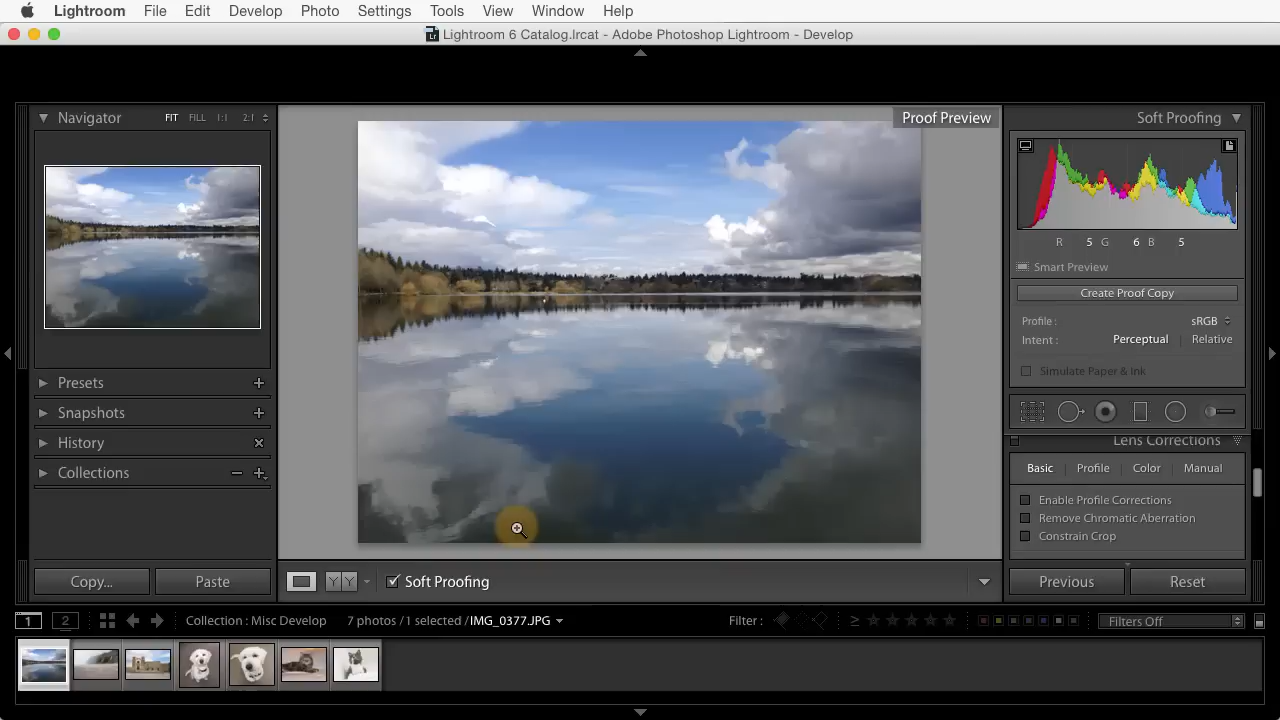 Lightroom File Edit Develop Photo Settings Tools View Window Help
Lightroom 6 Catalog.lrcat - Adobe Photoshop Lightroom - Develop
Navigator FIT FILL 1:1 2:1
Proof Preview
Soft Proofing
R 5 G 6 B 5
Smart Preview
Create Proof Copy
Profile : sRGB
Intent : Perceptual Relative
Simulate Paper & Ink
Presets
Snapshots
History
Collections
Lens Corrections
Basic Profile Color Manual
Enable Profile Corrections
Remove Chromatic Aberration
Constrain Crop
Copy... Paste
Y Y Soft Proofing
Previous Reset
1 2 Collection : Misc Develop 7 photos / 1 selected / IMG_0377.JPG Filter : ≥ Filters Off